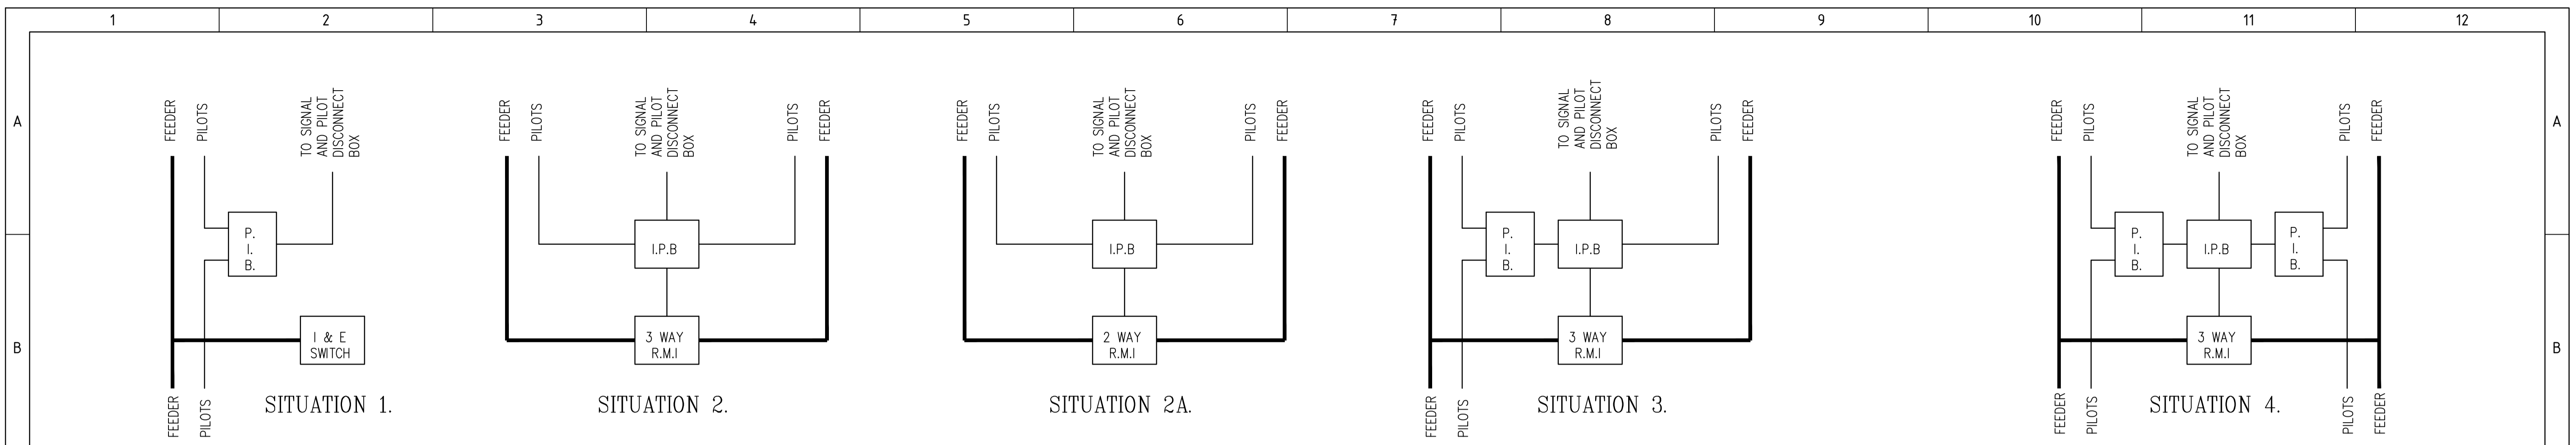 1 2 3 4 5 6 7 8 9 10 11 12
A
A
B
B
FEEDER
PILOTS
TO SIGNAL
AND PILOT
DISCONNECT
BOX
P.
I.
B.
I & E
SWITCH
FEEDER
PILOTS
SITUATION 1.
FEEDER
PILOTS
TO SIGNAL
AND PILOT
DISCONNECT
BOX
PILOTS
FEEDER
I.P.B
3 WAY
R.M.I
SITUATION 2.
FEEDER
PILOTS
TO SIGNAL
AND PILOT
DISCONNECT
BOX
PILOTS
FEEDER
I.P.B
2 WAY
R.M.I
SITUATION 2A.
FEEDER
PILOTS
TO SIGNAL
AND PILOT
DISCONNECT
BOX
PILOTS
FEEDER
P.
I.
B.
I.P.B
3 WAY
R.M.I
FEEDER
PILOTS
SITUATION 3.
FEEDER
PILOTS
TO SIGNAL
AND PILOT
DISCONNECT
BOX
PILOTS
FEEDER
P.
I.
B.
I.P.B
P.
I.
B.
3 WAY
R.M.I
FEEDER
PILOTS
SITUATION 4.
PILOTS
FEEDER